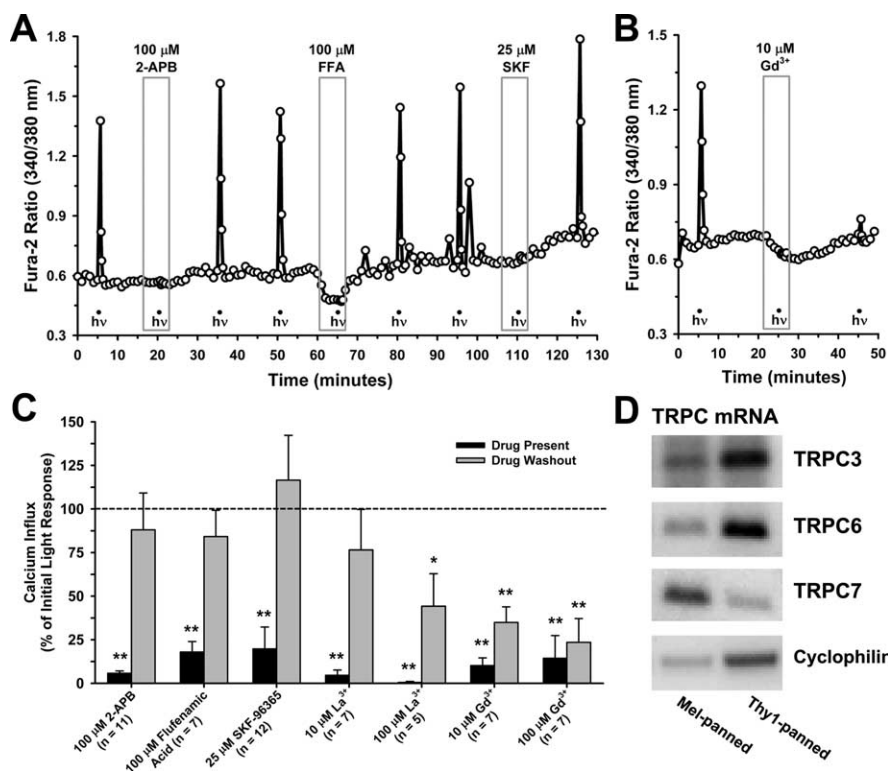 A
Fura-2 Ratio (340/380 nm)
1.8
1.5
1.2
0.9
0.6
0.3
100 μM
2-APB
100 μM
FFA
25 μM
SKF
hν hν hν hν hν hν hν hν hν
0 10 20 30 40 50 60 70 80 90 100 110 120 130
Time (minutes)
B
Fura-2 Ratio (340/380 nm)
1.5
1.2
0.9
0.6
0.3
10 μM
Gd³⁺
hν hν hν
0 10 20 30 40 50
Time (minutes)
C
Calcium Influx
(% of Initial Light Response)
150
125
100
75
50
25
0
Drug Present
Drug Washout
** ** ** ** ** * ** ** ** **
100 μM 2-APB
(n = 11)
100 μM Flufenamic
Acid (n = 7)
25 μM SKF-96365
(n = 12)
10 μM La³⁺
(n = 7)
100 μM La³⁺
(n = 5)
10 μM Gd³⁺
(n = 7)
100 μM Gd³⁺
(n = 7)
D
TRPC mRNA
TRPC3
TRPC6
TRPC7
Cyclophilin
Mel-panned
Thy1-panned